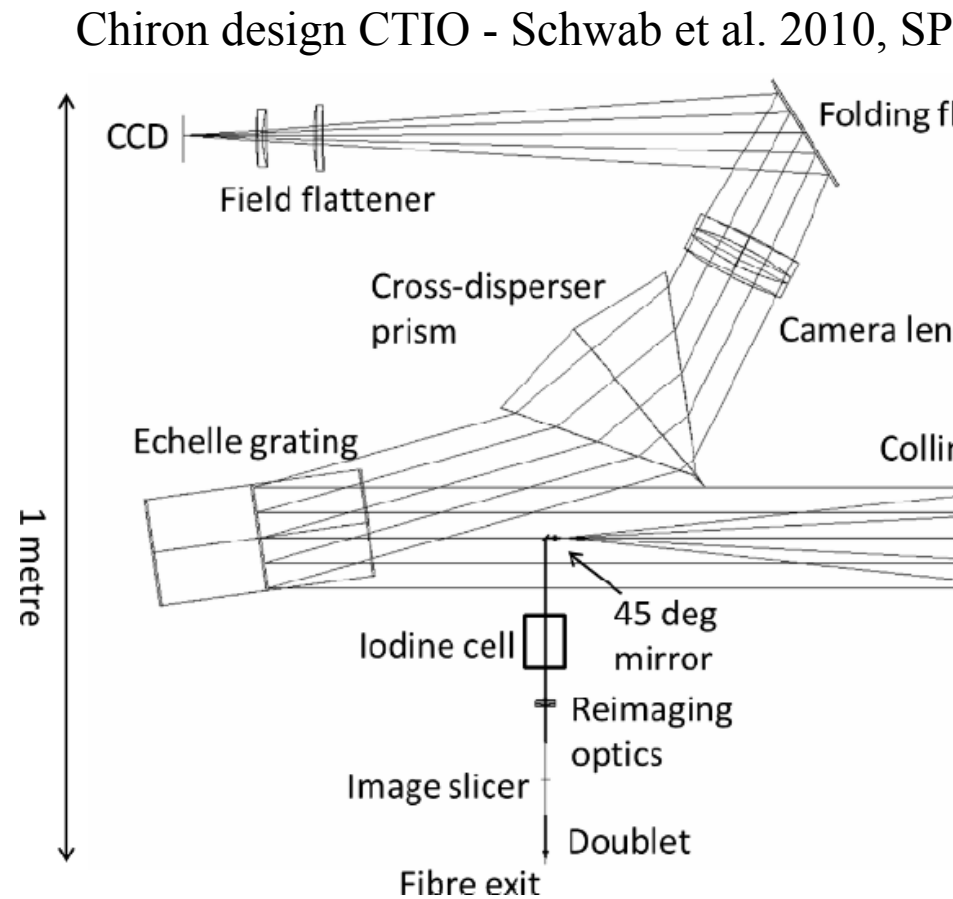 Chiron design CTIO - Schwab et al. 2010, SP
CCD
Folding fl
Field flattener
Cross-disperser
prism
Camera len
Echelle grating
Collin
1 metre
45 deg
mirror
Iodine cell
Reimaging
optics
Image slicer
Doublet
Fibre exit